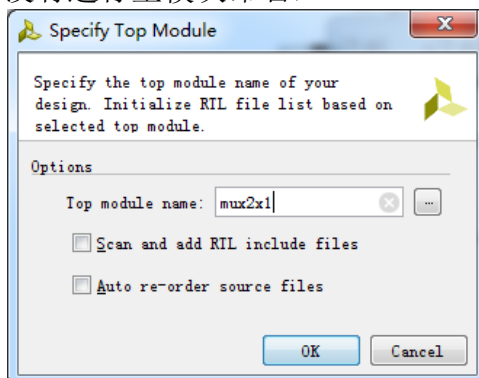 Specify Top Module
Specify the top module name of your
design. Initialize RTL file list based on
selected top module.
Options
Top module name: mux2x1
...
Scan and add RTL include files
Auto re-order source files
OK Cancel